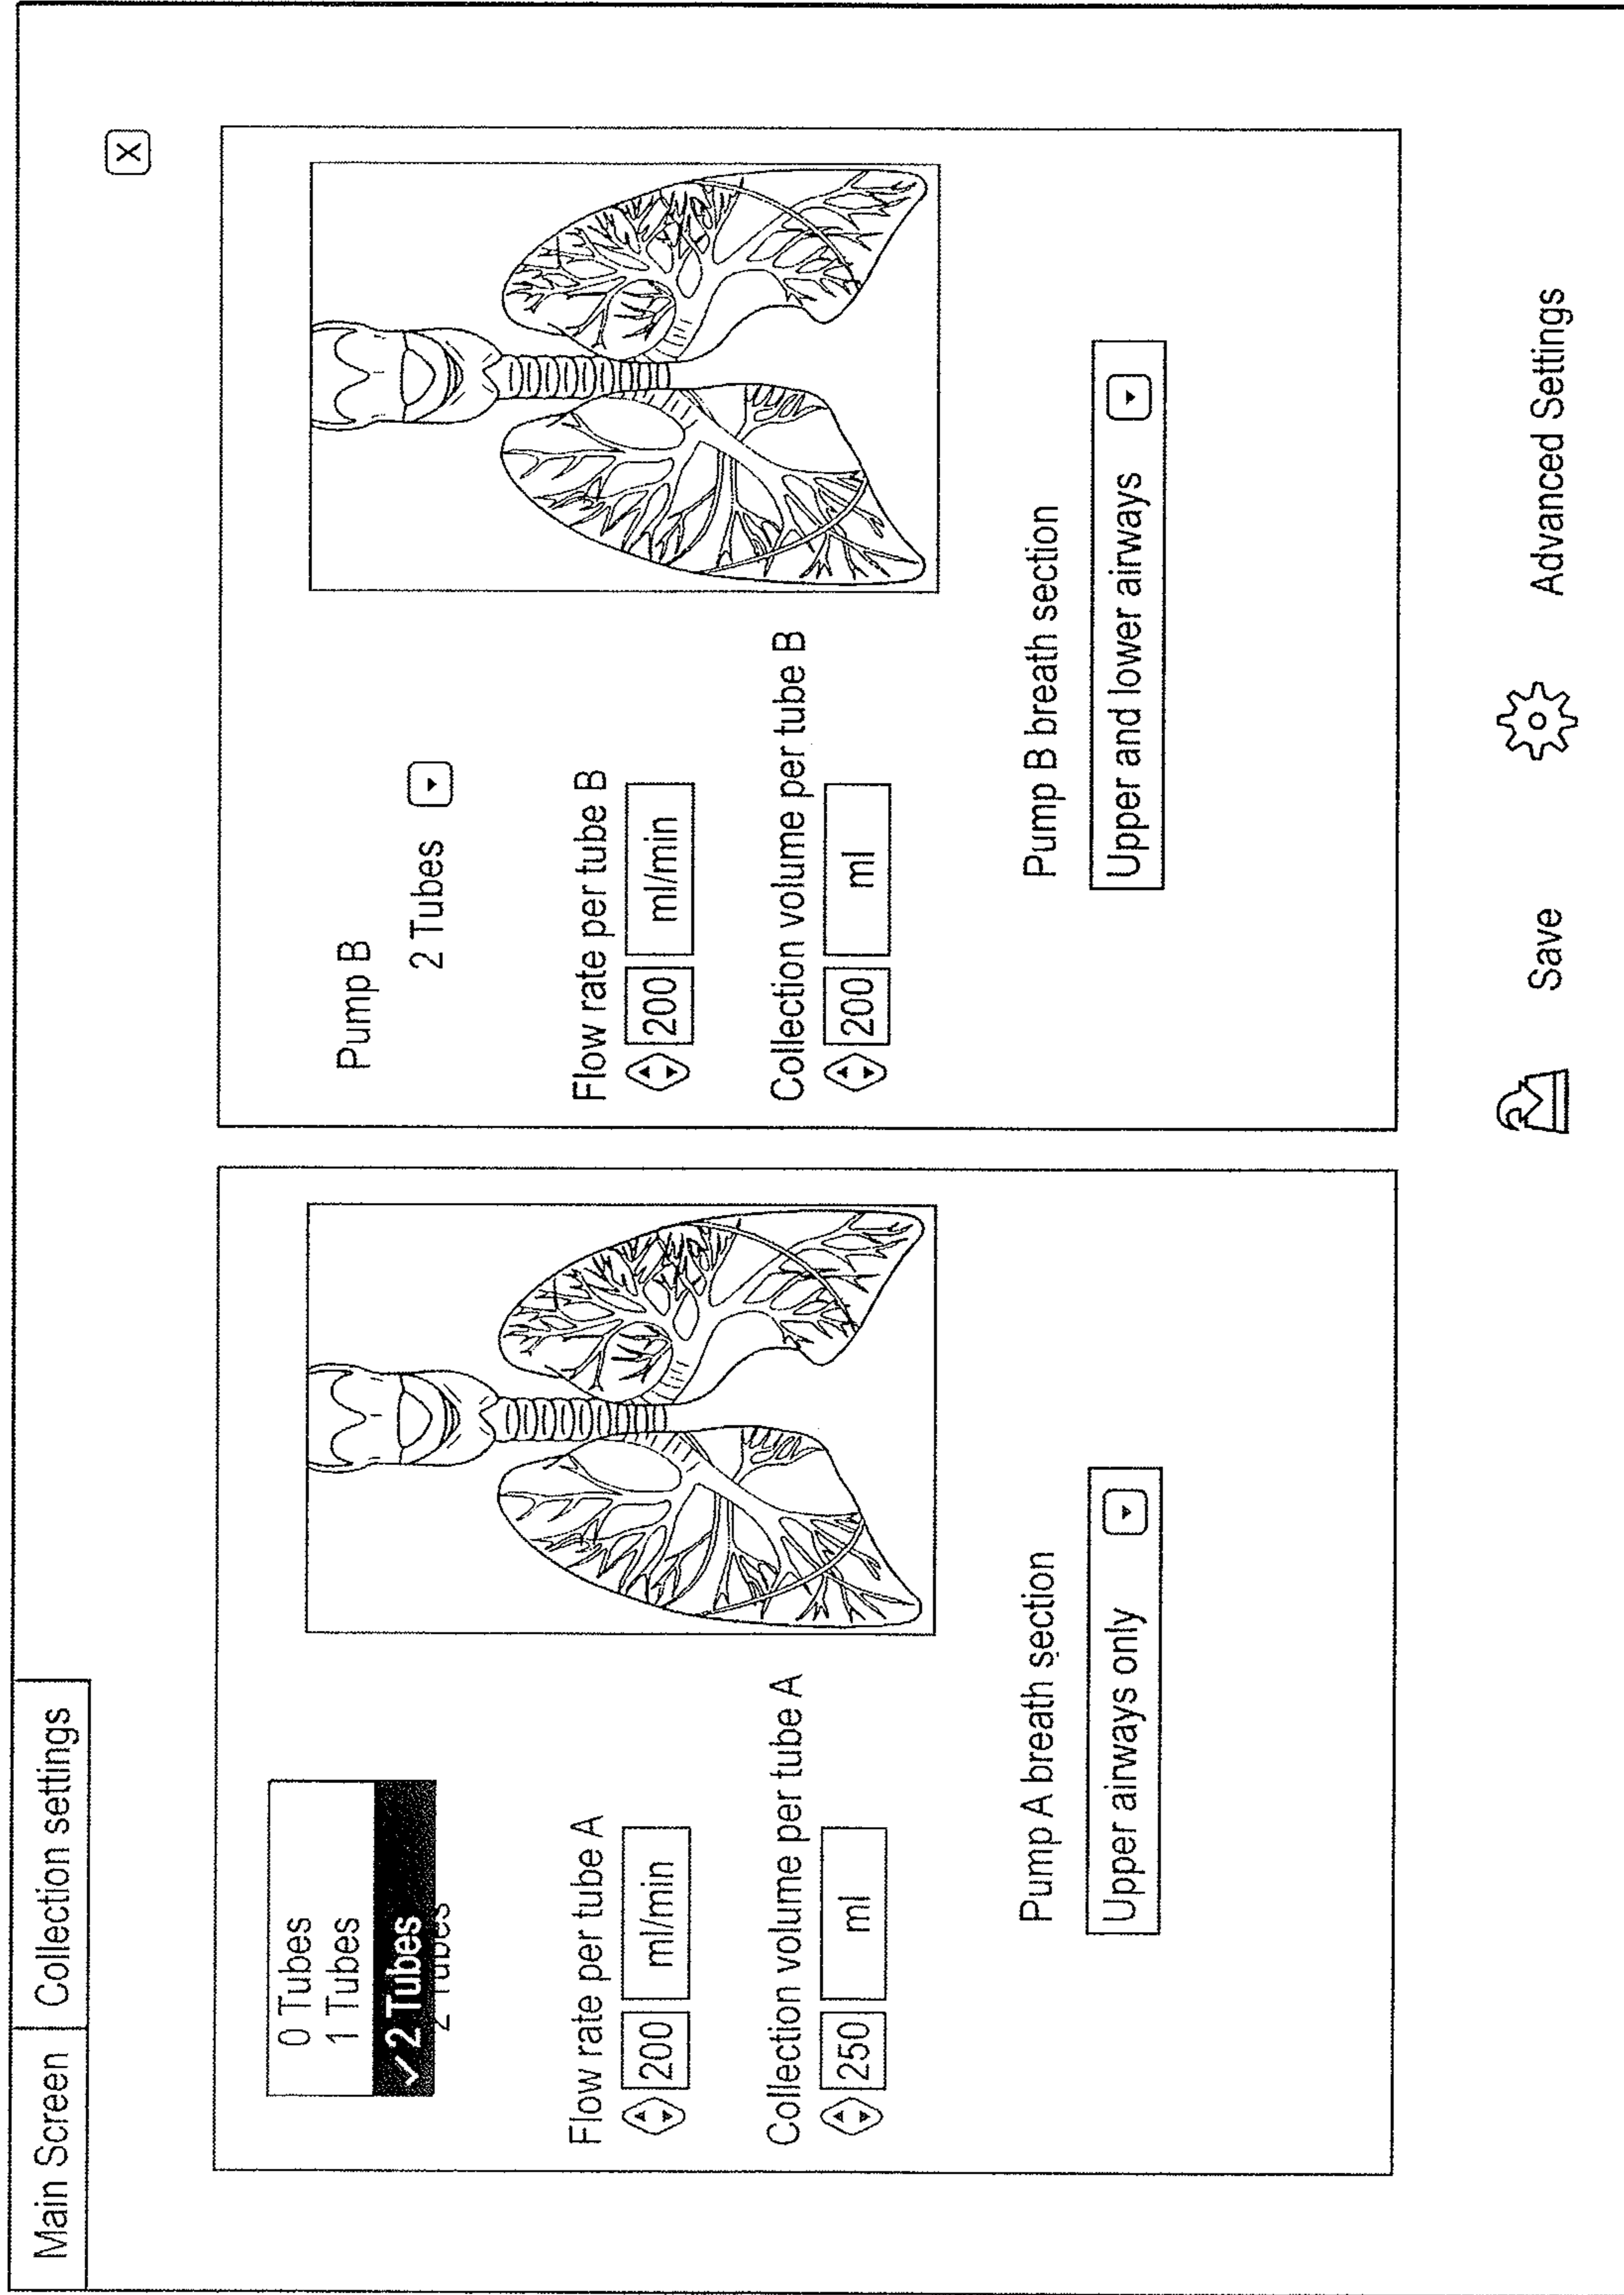 Main Screen
Collection settings
X
0 Tubes
1 Tubes
✓ 2 Tubes
2 Tubes
Flow rate per tube A
200 ml/min
Collection volume per tube A
250 ml
Pump A breath section
Upper airways only
Pump B
2 Tubes
Flow rate per tube B
200 ml/min
Collection volume per tube B
200 ml
Pump B breath section
Upper and lower airways
Save
Advanced Settings